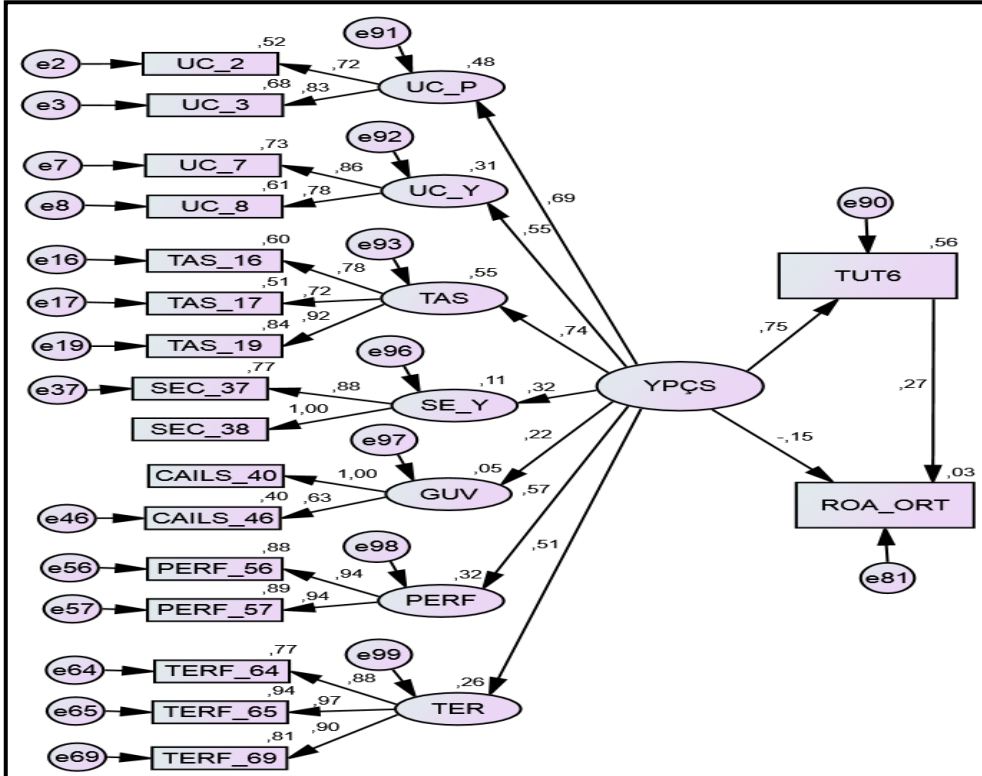 e91
,52
,48
e2
UC_2
,72
UC_P
,68
,83
e3
UC_3
e92
,73
,31
e7
UC_7
,86
UC_Y
,61
,78
e8
UC_8
,69
,55
e90
,60
e93
,56
e16
TAS_16
,78
,55
TUT6
,51
,72
e17
TAS_17
TAS
,84
,92
e19
TAS_19
,74
,75
,77
e96
e37
SEC_37
,88
,11
,32
YPÇS
,27
1,00
SE_Y
SEC_38
e97
,22
-,15
CAILS_40
1,00
,05
,57
,03
,40
,63
GUV
ROA_ORT
e46
CAILS_46
,51
,88
e98
e56
PERF_56
,94
,32
e81
,89
,94
PERF
e57
PERF_57
,77
e99
e64
TERF_64
,88
,26
,94
,97
TER
e65
TERF_65
,81
,90
e69
TERF_69